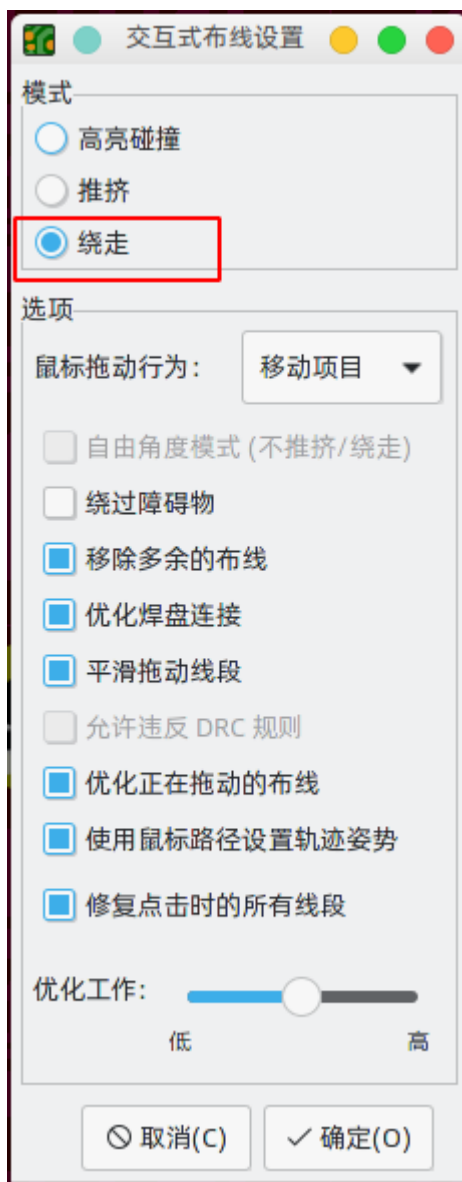 交互式布线设置
模式
高亮碰撞
推挤
绕走
选项
鼠标拖动行为： 移动项目
自由角度模式 (不推挤/绕走)
绕过障碍物
移除多余的布线
优化焊盘连接
平滑拖动线段
允许违反 DRC 规则
优化正在拖动的布线
使用鼠标路径设置轨迹姿势
修复点击时的所有线段
优化工作：
低 高
取消(C) 确定(O)